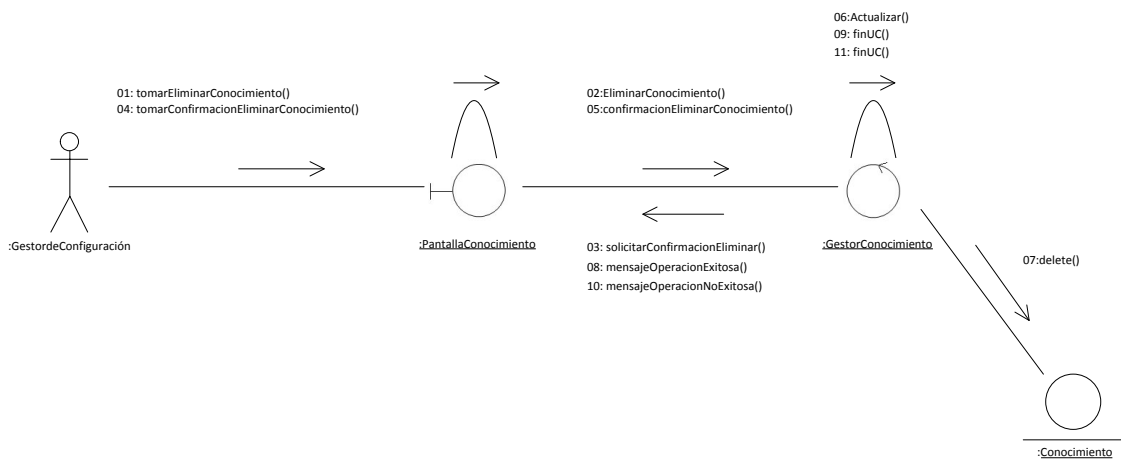 06:Actualizar()
09: finUC()
11: finUC()
01: tomarEliminarConocimiento()
04: tomarConfirmacionEliminarConocimiento()
02:EliminarConocimiento()
05:confirmacionEliminarConocimiento()
:GestordeConfiguración
:PantallaConocimiento
03: solicitarConfirmacionEliminar()
08: mensajeOperacionExitosa()
10: mensajeOperacionNoExitosa()
:GestorConocimiento
07:delete()
:Conocimiento